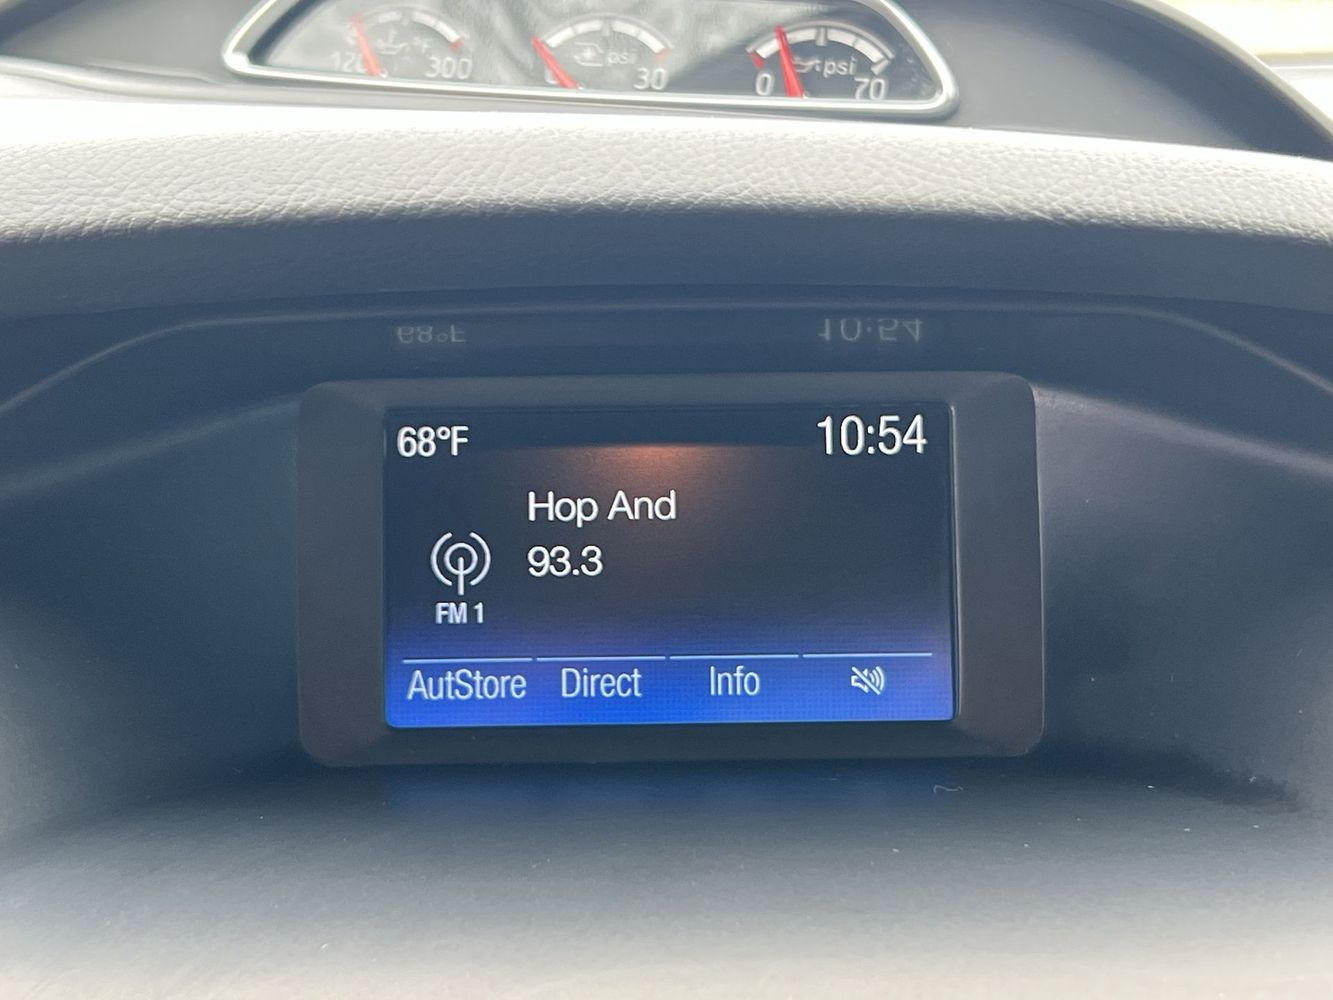 120 °F 300
0 psi 30
0 psi 70
68°F 10:54
68°F 10:54
Hop And
93.3
FM 1
AutStore Direct Info